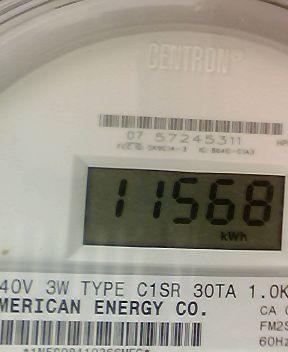 CENTRON®
07 57245311
11568
kWh
40V 3W TYPE C1SR 30TA 1.0K
MERICAN ENERGY CO.
CA
FM2S
60Hz